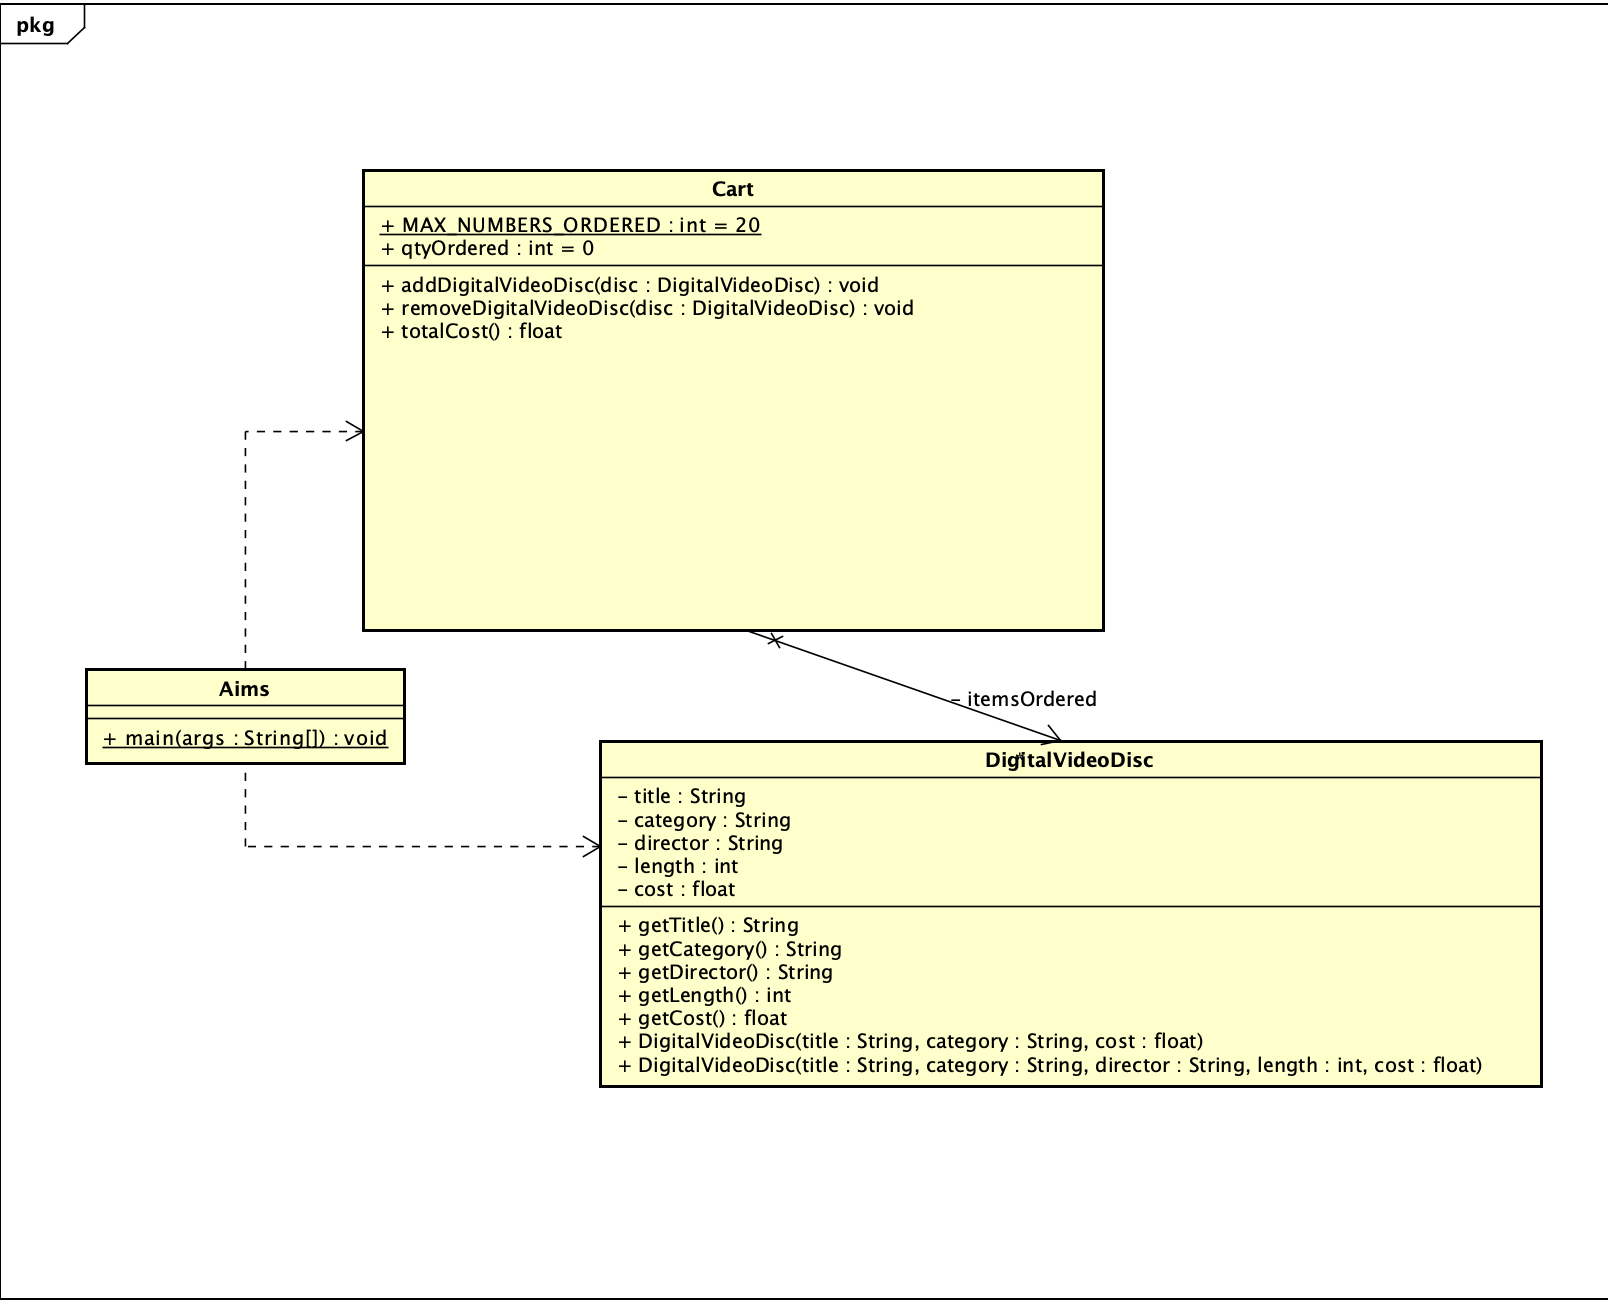 pkg
Cart
+ MAX_NUMBERS_ORDERED : int = 20
+ qtyOrdered : int = 0
+ addDigitalVideoDisc(disc : DigitalVideoDisc) : void
+ removeDigitalVideoDisc(disc : DigitalVideoDisc) : void
+ totalCost() : float
Aims
+ main(args : String[]) : void
- itemsOrdered
*
DigitalVideoDisc
- title : String
- category : String
- director : String
- length : int
- cost : float
+ getTitle() : String
+ getCategory() : String
+ getDirector() : String
+ getLength() : int
+ getCost() : float
+ DigitalVideoDisc(title : String, category : String, cost : float)
+ DigitalVideoDisc(title : String, category : String, director : String, length : int, cost : float)